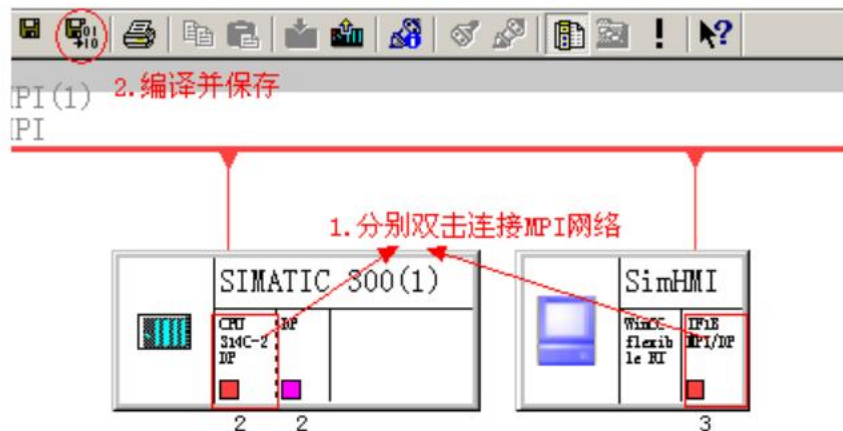 01
10
?
2.编译并保存
PI(1)
PI
1.分别双击连接MPI网络
SIMATIC 300(1)
CPU
314C-2
DP
DP
2
2
SimHMI
WinCC
flexib
le RT
IF1B
MPI/DP
3